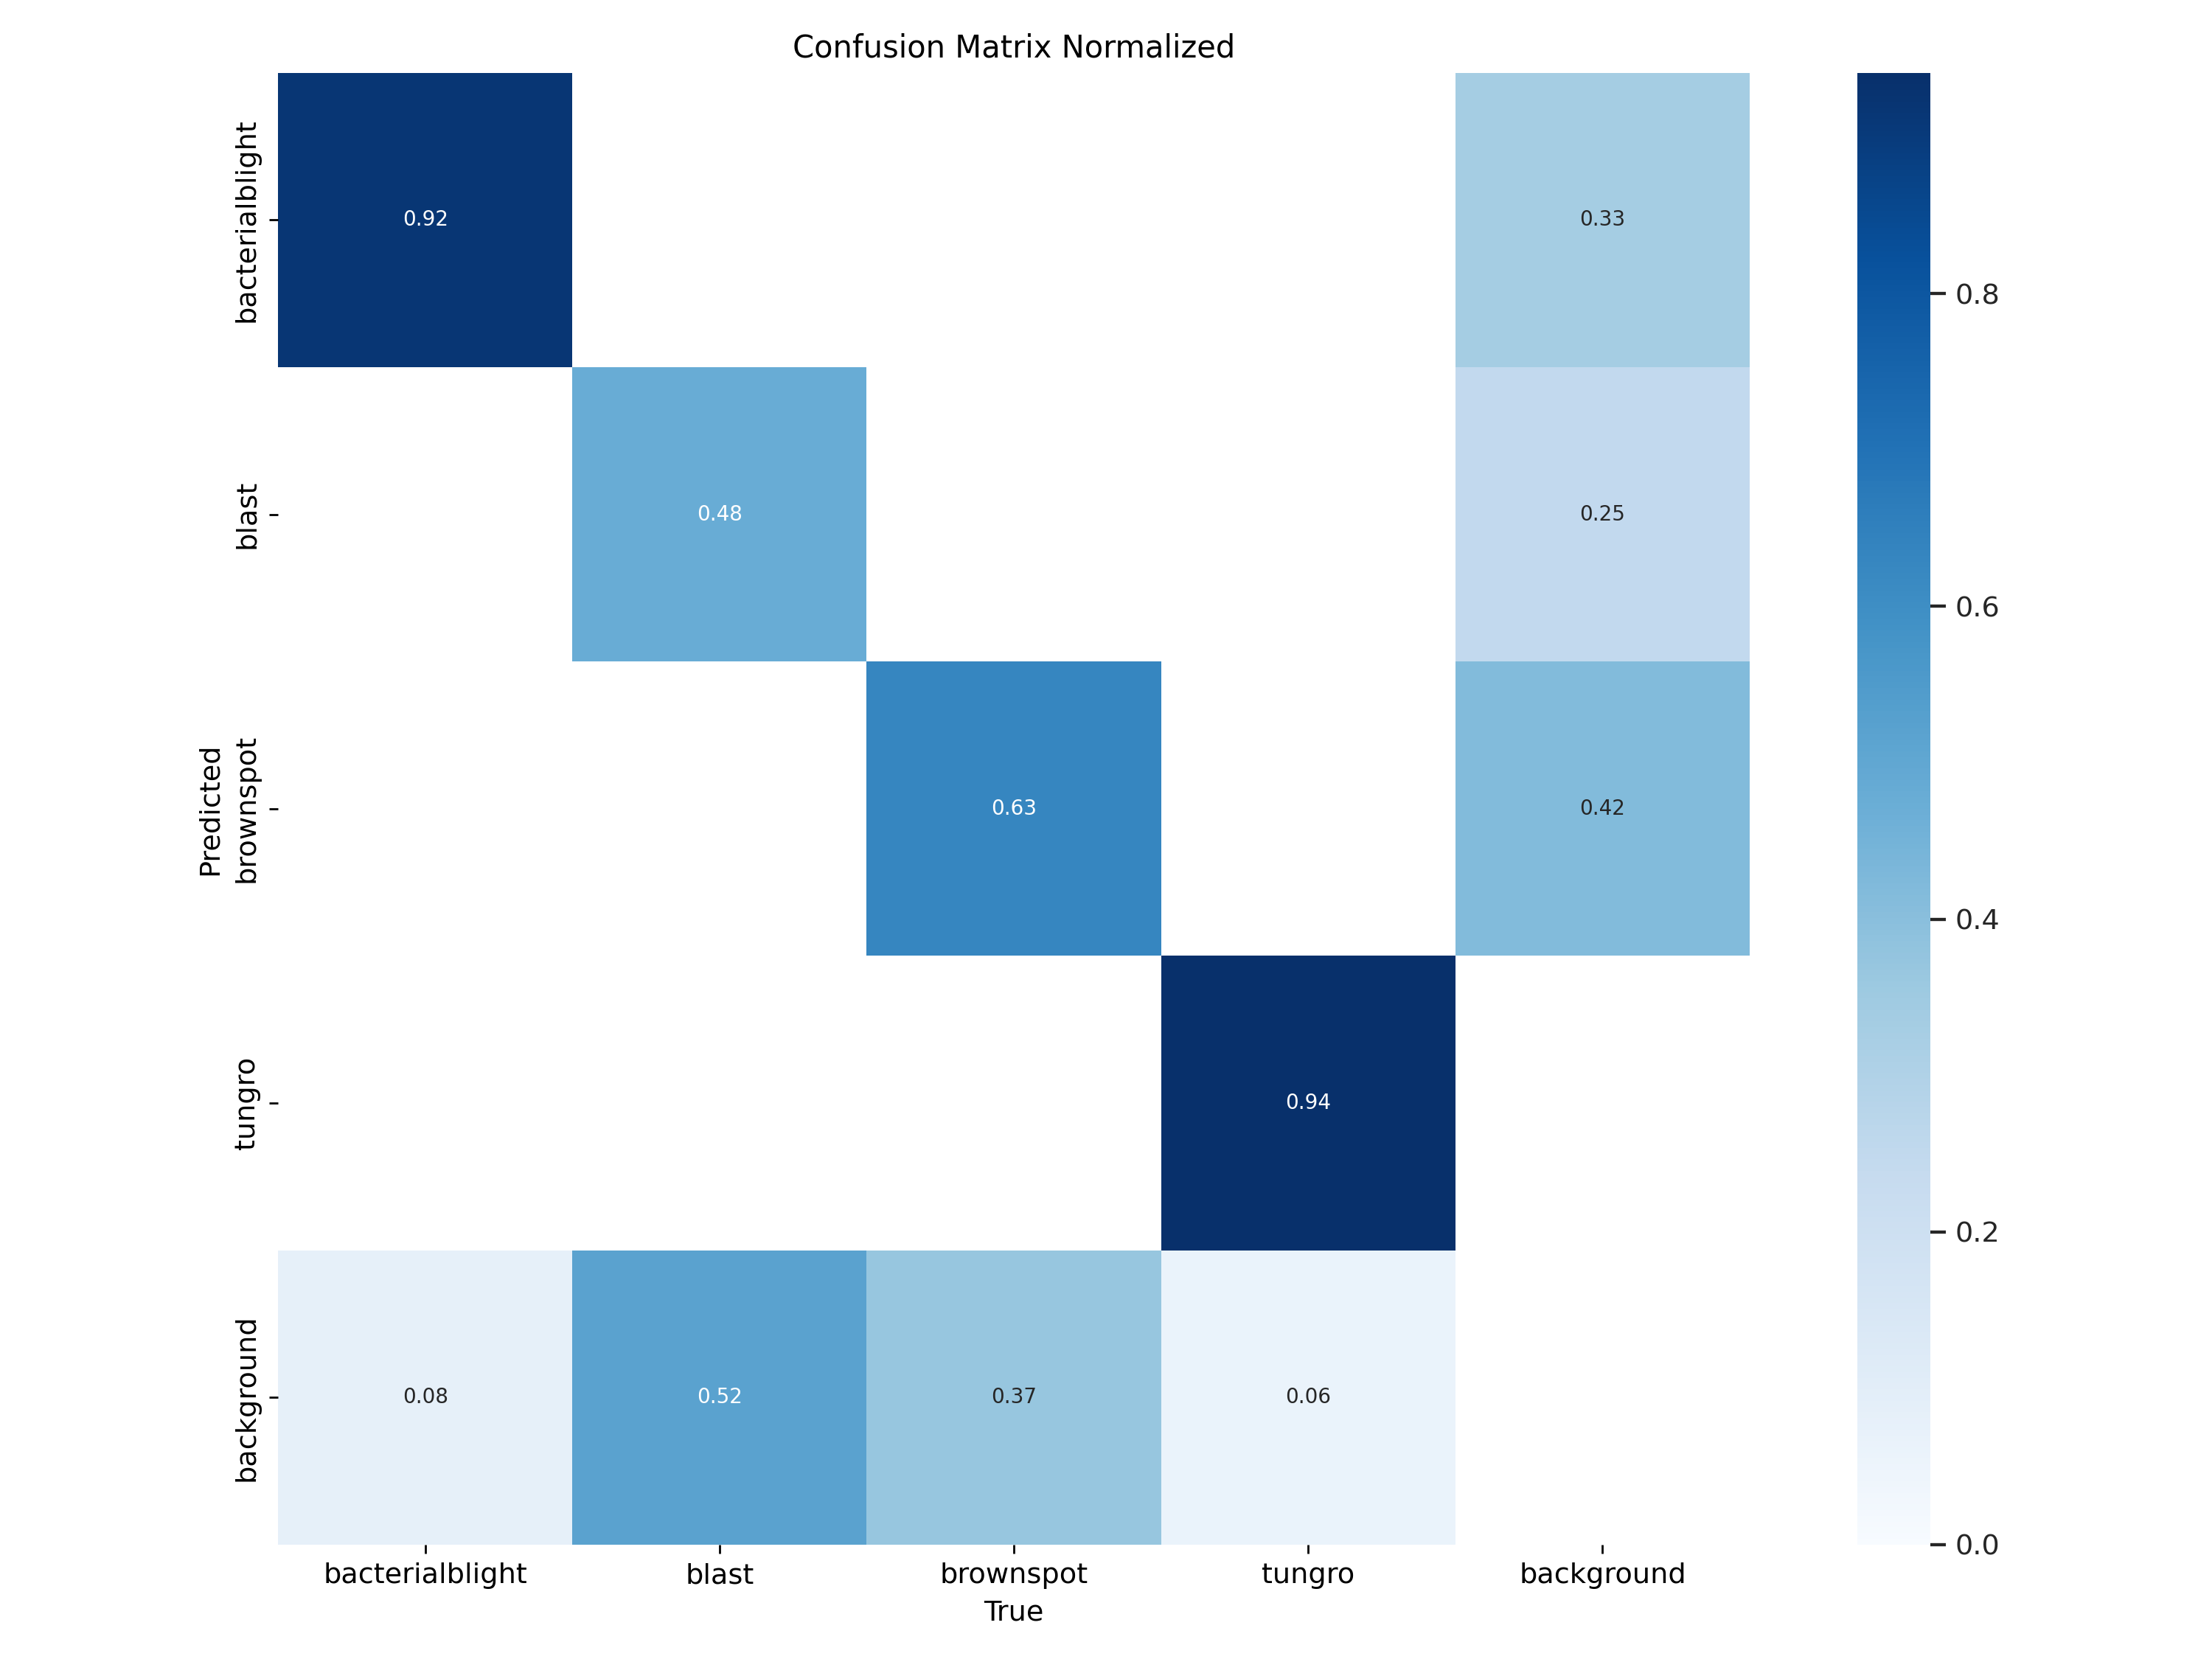 Confusion Matrix Normalized
bacterialblight
0.92
0.33
0.8
blast
0.48
0.25
0.6
Predicted
brownspot
0.63
0.42
0.4
tungro
0.94
0.2
background
0.08
0.52
0.37
0.06
0.0
bacterialblight
blast
brownspot
tungro
background
True